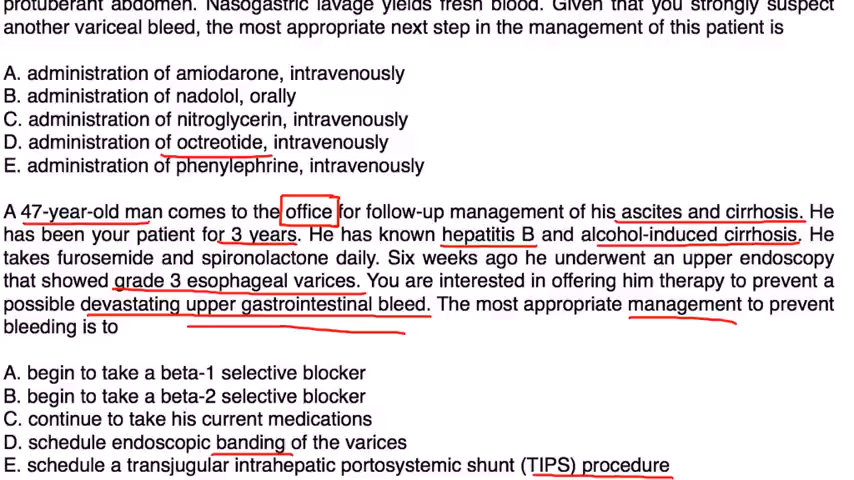 protuberant abdomen. Nasogastric lavage yields fresh blood. Given that you strongly suspect
another variceal bleed, the most appropriate next step in the management of this patient is
A. administration of amiodarone, intravenously
B. administration of nadolol, orally
C. administration of nitroglycerin, intravenously
D. administration of octreotide, intravenously
E. administration of phenylephrine, intravenously
A 47-year-old man comes to the office for follow-up management of his ascites and cirrhosis. He
has been your patient for 3 years. He has known hepatitis B and alcohol-induced cirrhosis. He
takes furosemide and spironolactone daily. Six weeks ago he underwent an upper endoscopy
that showed grade 3 esophageal varices. You are interested in offering him therapy to prevent a
possible devastating upper gastrointestinal bleed. The most appropriate management to prevent
bleeding is to
A. begin to take a beta-1 selective blocker
B. begin to take a beta-2 selective blocker
C. continue to take his current medications
D. schedule endoscopic banding of the varices
E. schedule a transjugular intrahepatic portosystemic shunt (TIPS) procedure